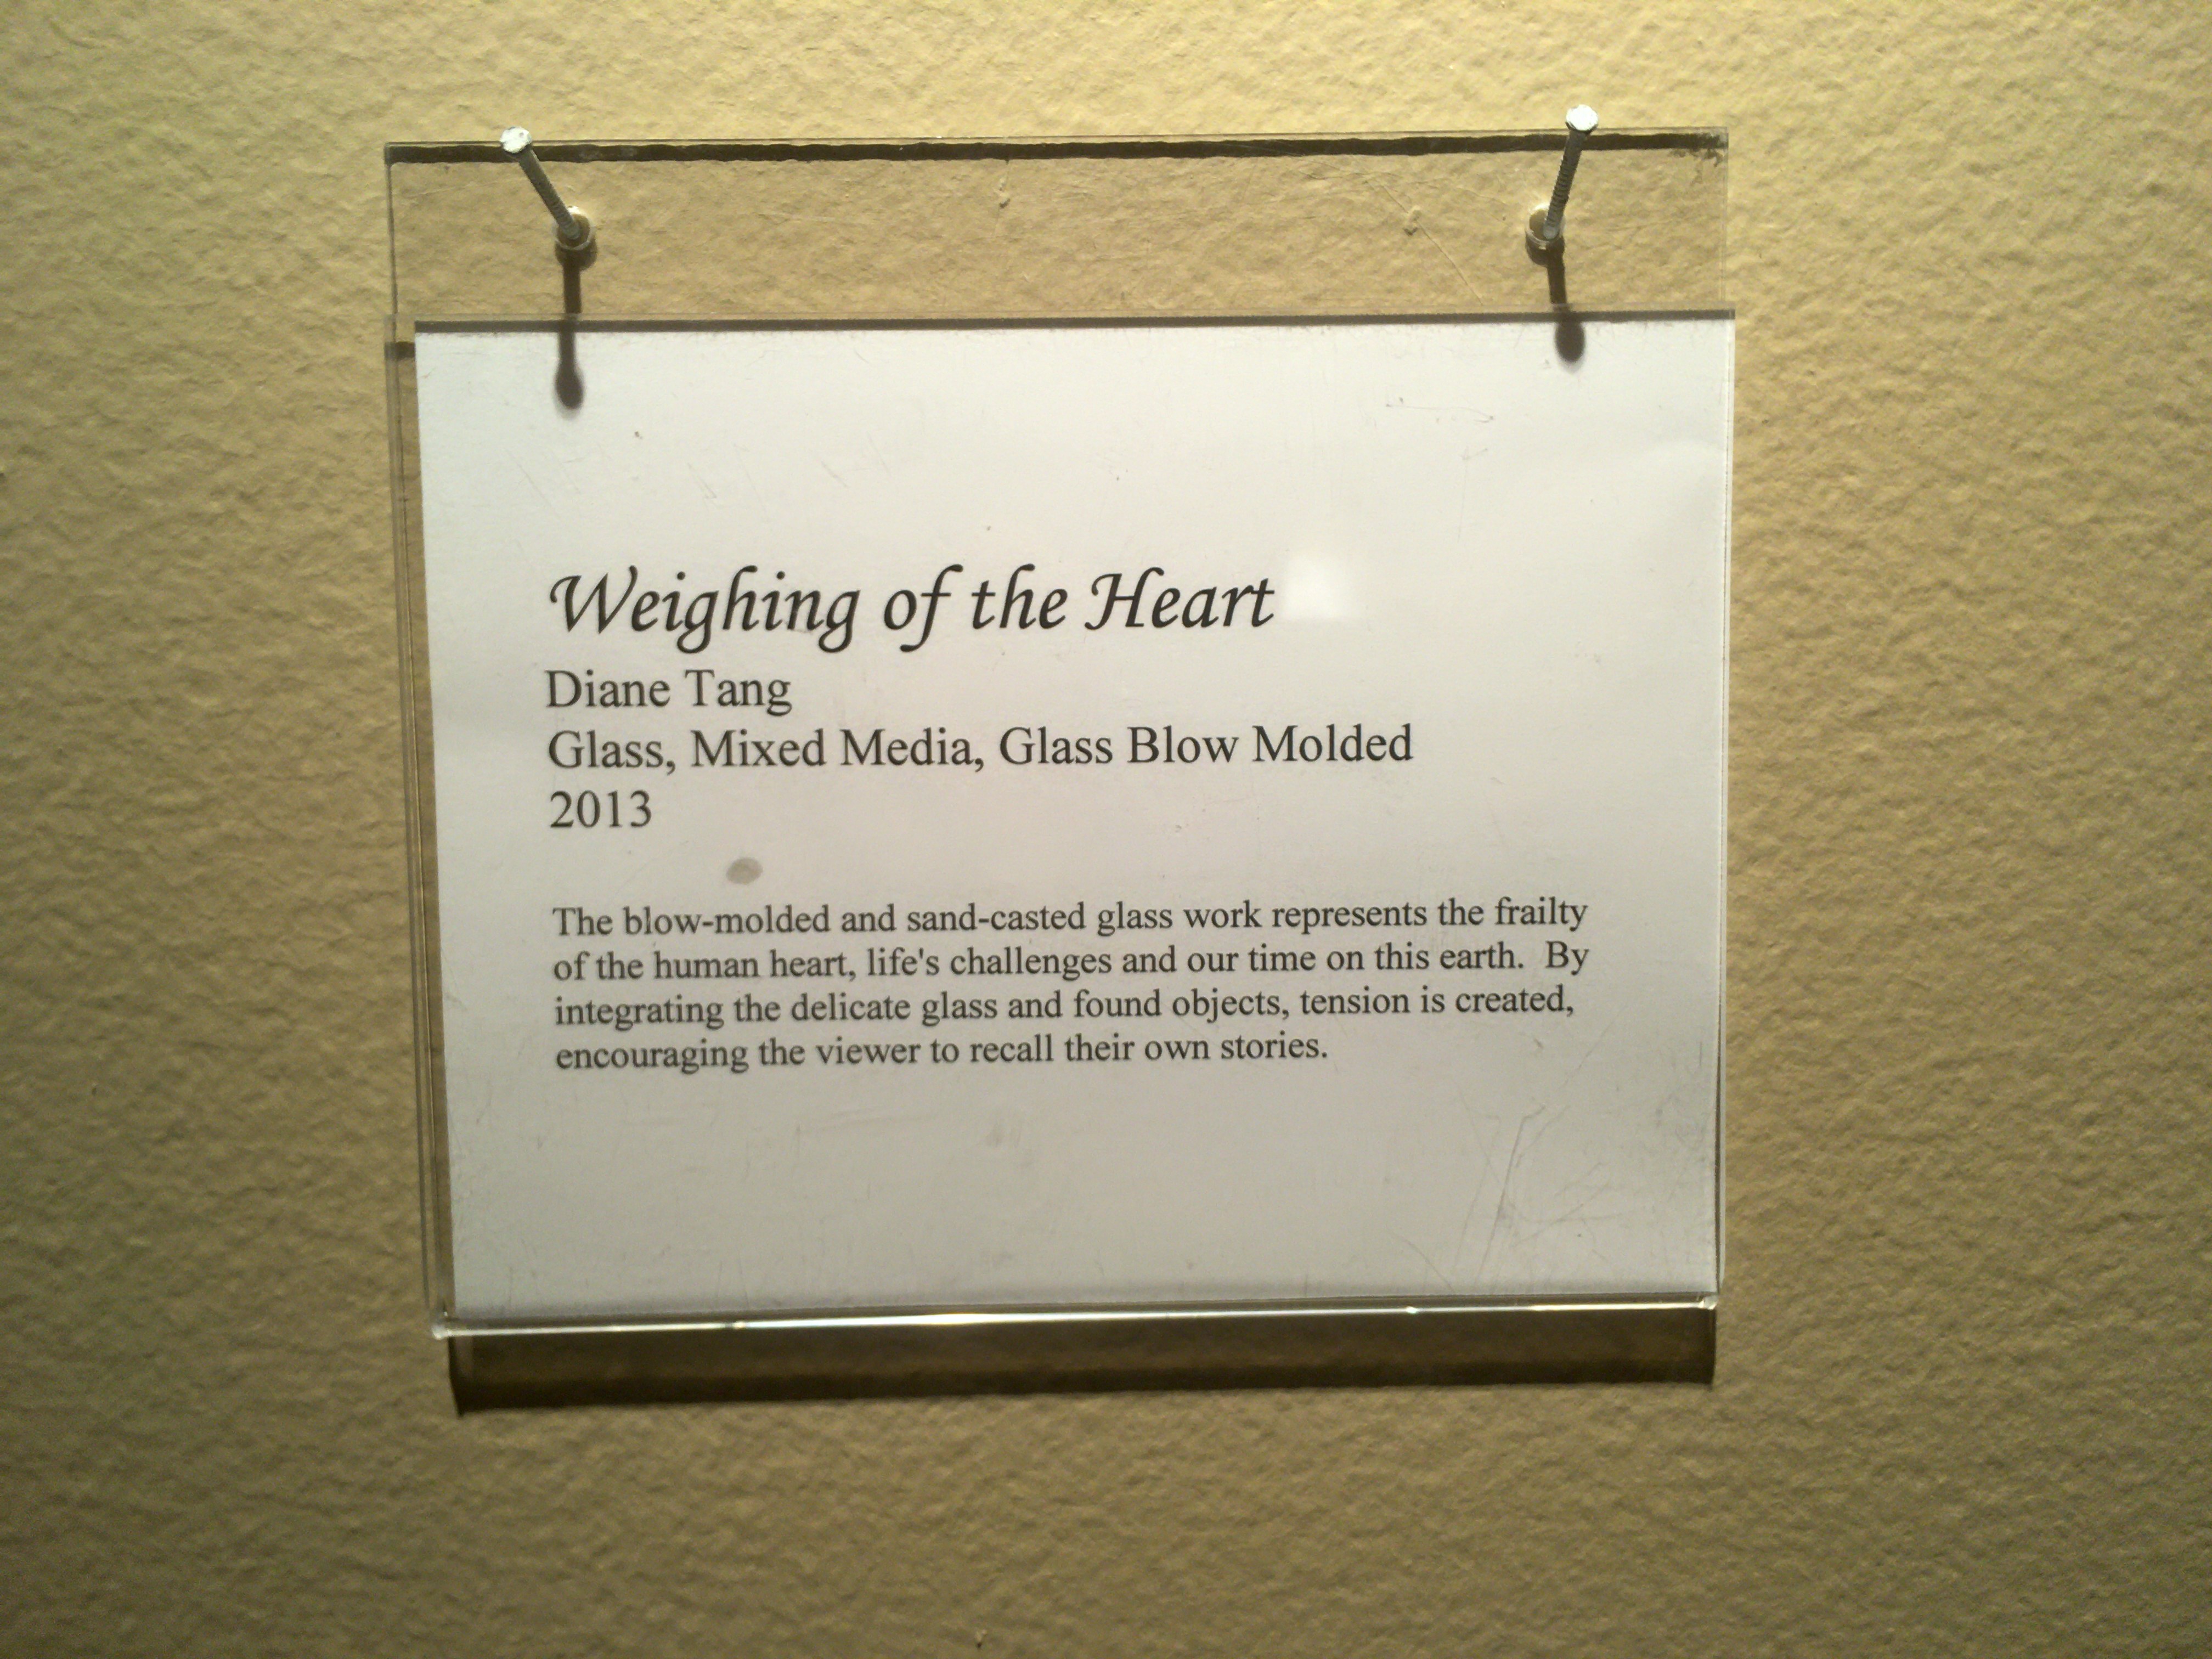 Weighing of the Heart
Diane Tang
Glass, Mixed Media, Glass Blow Molded
2013
The blow-molded and sand-casted glass work represents the frailty
of the human heart, life's challenges and our time on this earth.  By
integrating the delicate glass and found objects, tension is created,
encouraging the viewer to recall their own stories.